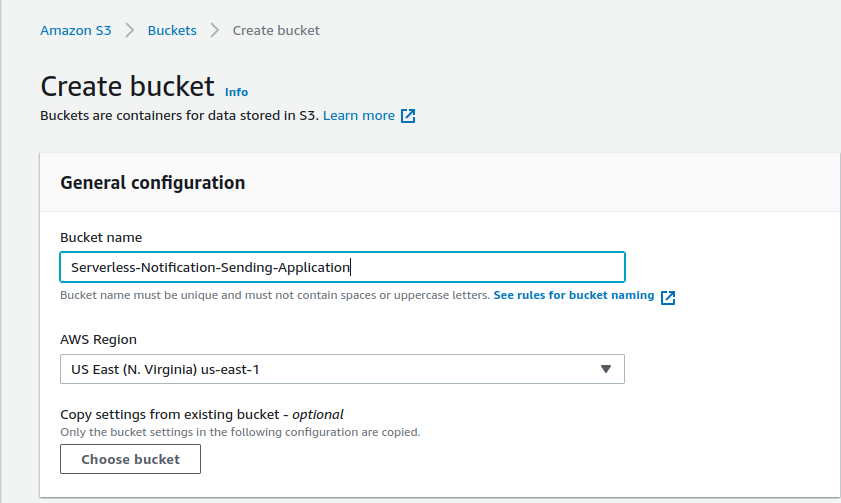 Amazon S3 > Buckets > Create bucket
Create bucket Info
Buckets are containers for data stored in S3. Learn more
General configuration
Bucket name
Serverless-Notification-Sending-Application
Bucket name must be unique and must not contain spaces or uppercase letters. See rules for bucket naming
AWS Region
US East (N. Virginia) us-east-1
Copy settings from existing bucket - optional
Only the bucket settings in the following configuration are copied.
Choose bucket